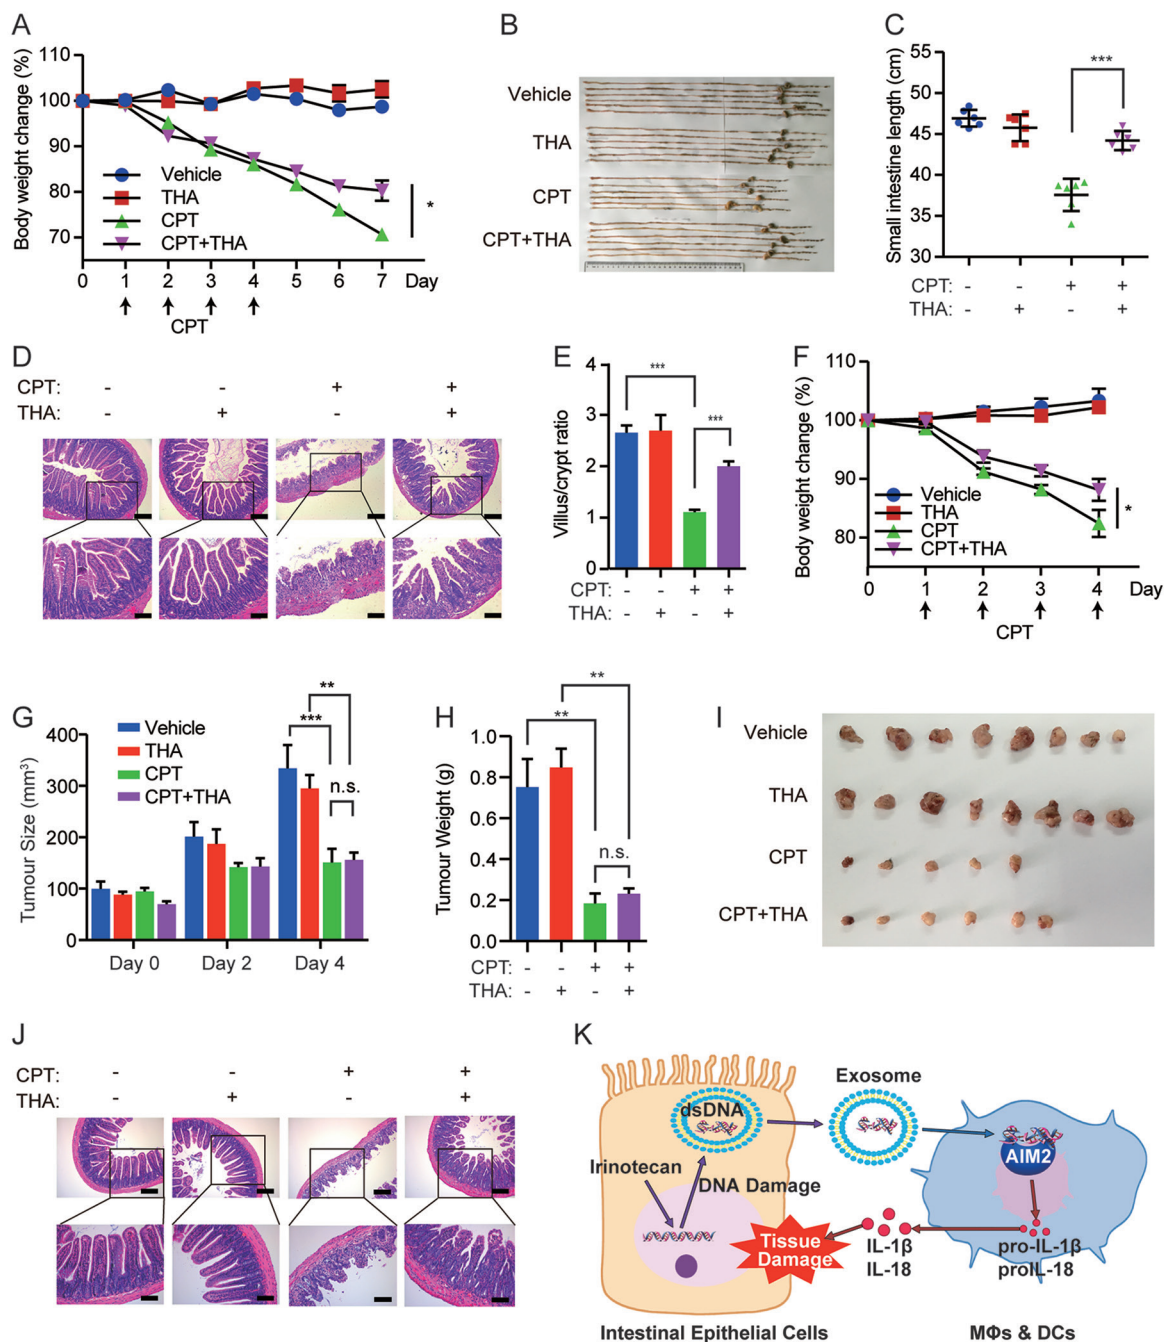 A
Body weight change (%)
110
100
90
80
70
Vehicle
THA
CPT
CPT+THA
*
0 1 2 3 4 5 6 7 Day
CPT
B
Vehicle
THA
CPT
CPT+THA
C
Small intestine length (cm)
55
50
45
40
35
30
***
CPT: - - + +
THA: - + - +
D
CPT: - - + +
THA: - + - +
E
Villus/crypt ratio
4
3
2
1
0
*** ***
CPT: - - + +
THA: - + - +
F
Body weight change (%)
110
100
90
80
Vehicle
THA
CPT
CPT+THA
*
0 1 2 3 4 Day
CPT
G
Tumour Size (mm³)
400
300
200
100
0
Vehicle
THA
CPT
CPT+THA
**
***
n.s.
Day 0 Day 2 Day 4
H
Tumour Weight (g)
1.0
0.8
0.6
0.4
0.2
0.0
**
**
n.s.
CPT: - - + +
THA: - + - +
I
Vehicle
THA
CPT
CPT+THA
J
CPT: - - + +
THA: - + - +
K
Exosome
dsDNA
AIM2
Irinotecan
DNA Damage
Tissue
Damage
IL-1β
IL-18
pro-IL-1β
proIL-18
Intestinal Epithelial Cells
MΦs & DCs